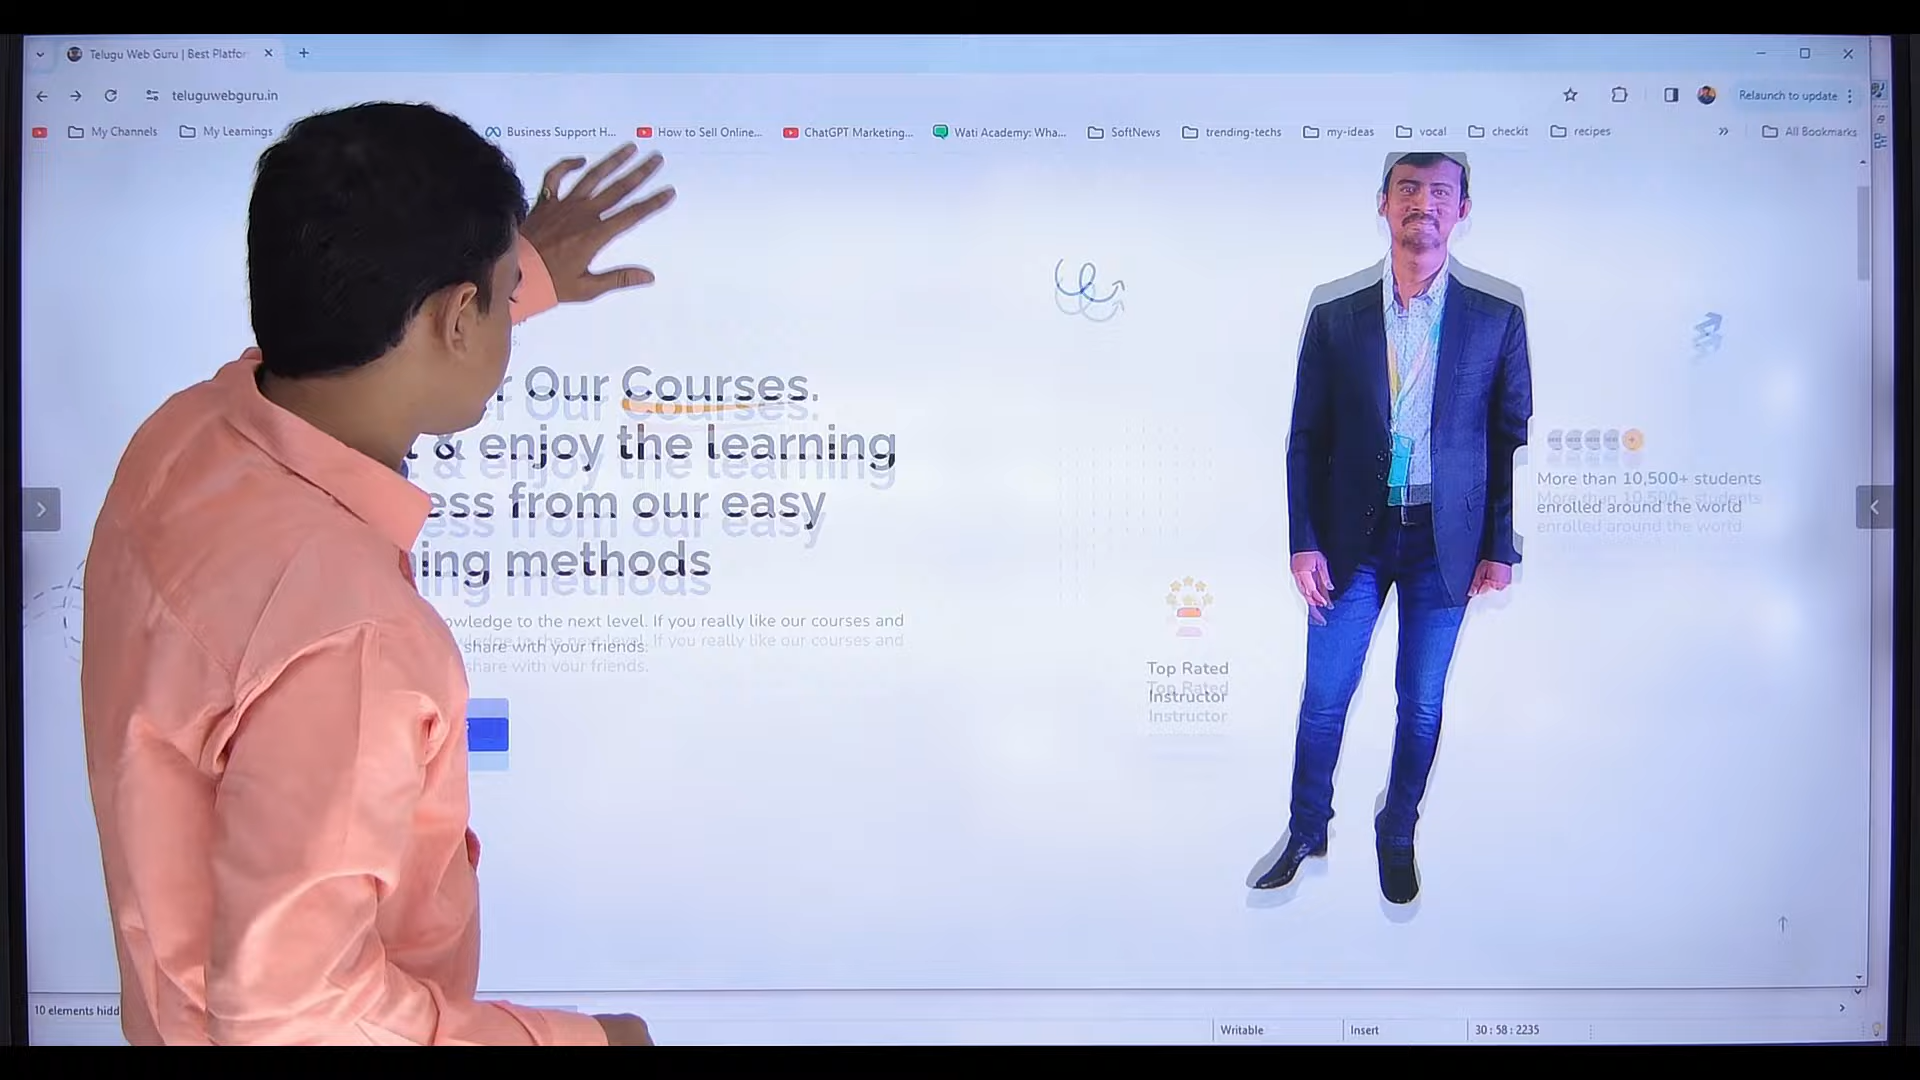 Telugu Web Guru | Best Platfo
teluguwebguru.in
Relaunch to update
My Channels
My Learnings
Business Support H...
How to Sell Online...
ChatGPT Marketing...
Wati Academy: Wha...
SoftNews
trending-techs
my-ideas
vocal
checkit
recipes
All Bookmarks
r Our Courses.
& enjoy the learning
ess from our easy
ing methods
owledge to the next level. If you really like our courses and
share with your friends.
More than 10,500+ students
enrolled around the world
Top Rated
Instructor
10 elements hidd
Writable
Insert
30 : 58 : 2235